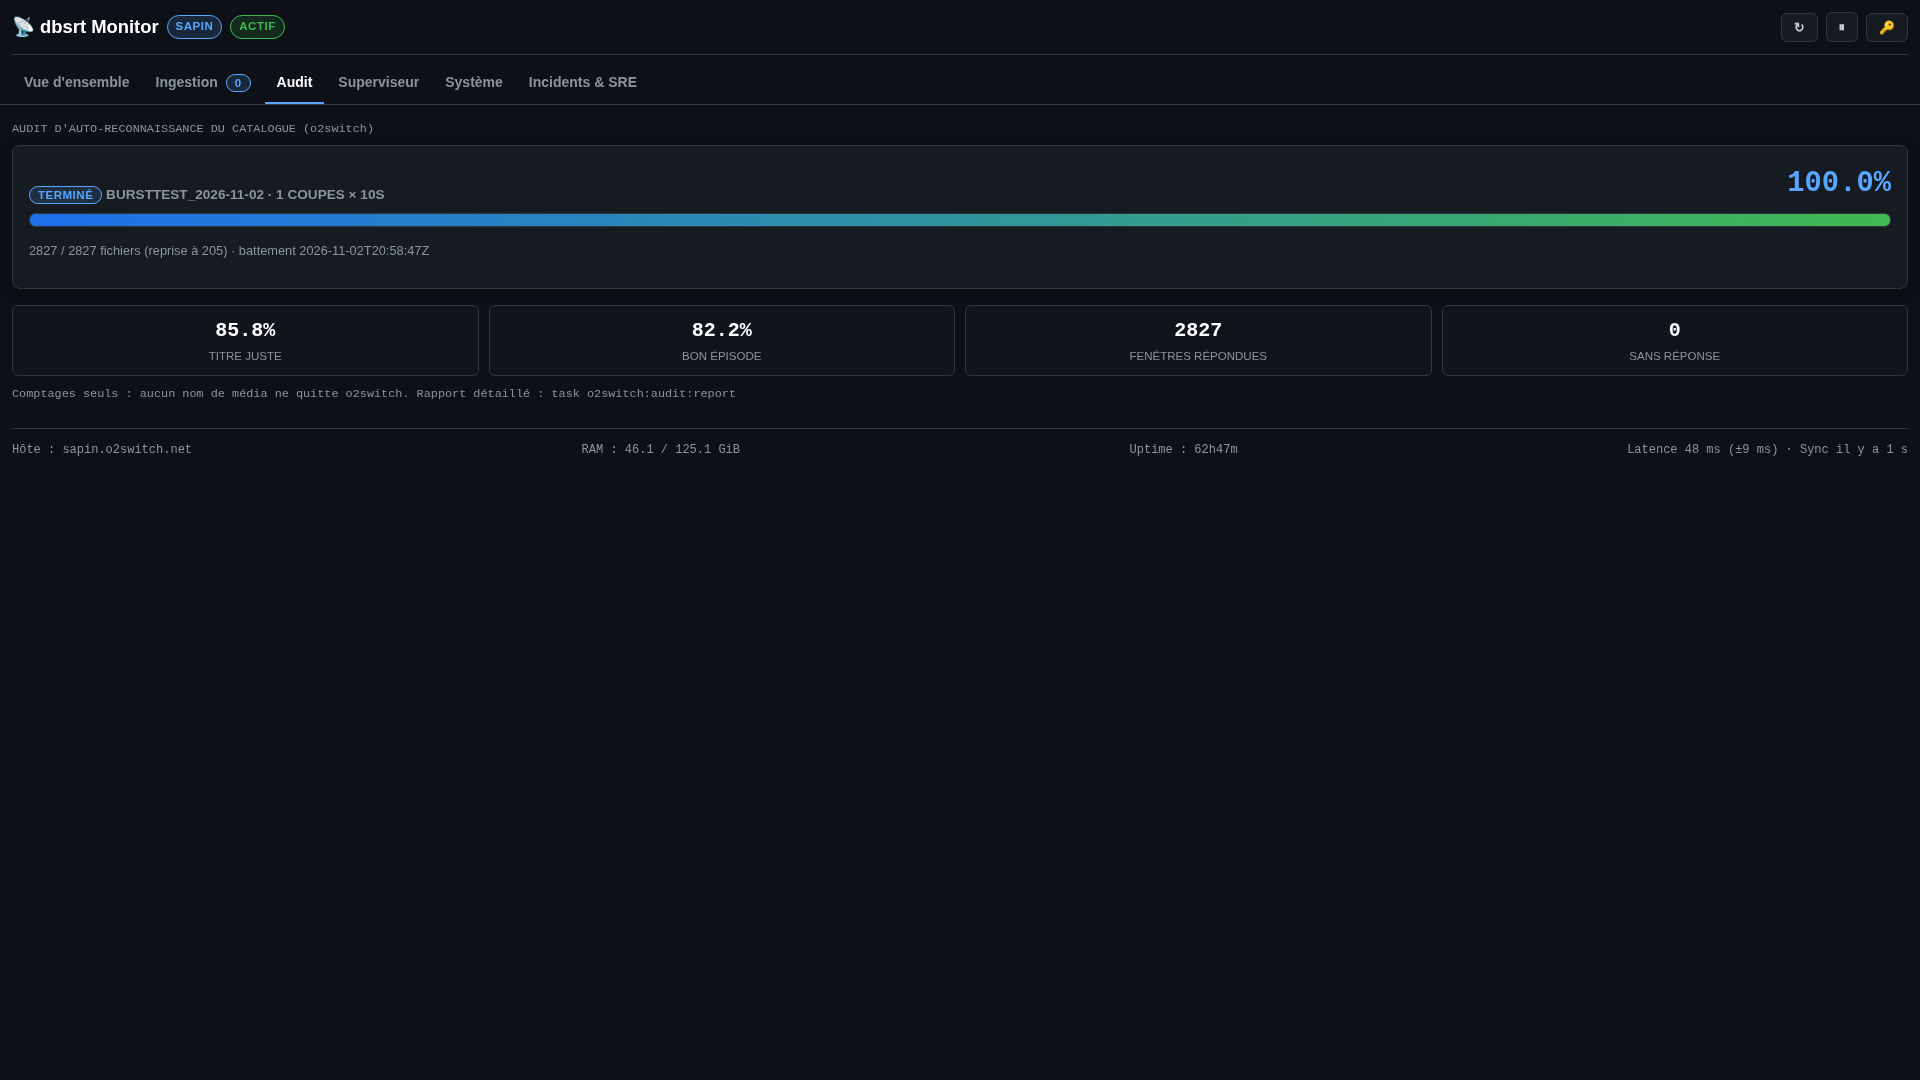 dbsrt Monitor SAPIN ACTIF
Vue d'ensemble Ingestion 0 Audit Superviseur Système Incidents & SRE
AUDIT D'AUTO-RECONNAISSANCE DU CATALOGUE (o2switch)
100.0%
TERMINÉ BURSTTEST_2026-11-02 · 1 COUPES × 10S
2827 / 2827 fichiers (reprise à 205) · battement 2026-11-02T20:58:47Z
85.8% 82.2% 2827 0
TITRE JUSTE BON ÉPISODE FENÊTRES RÉPONDUES SANS RÉPONSE
Comptages seuls : aucun nom de média ne quitte o2switch. Rapport détaillé : task o2switch:audit:report
Hôte : sapin.o2switch.net RAM : 46.1 / 125.1 GiB Uptime : 62h47m Latence 48 ms (±9 ms) · Sync il y a 1 s